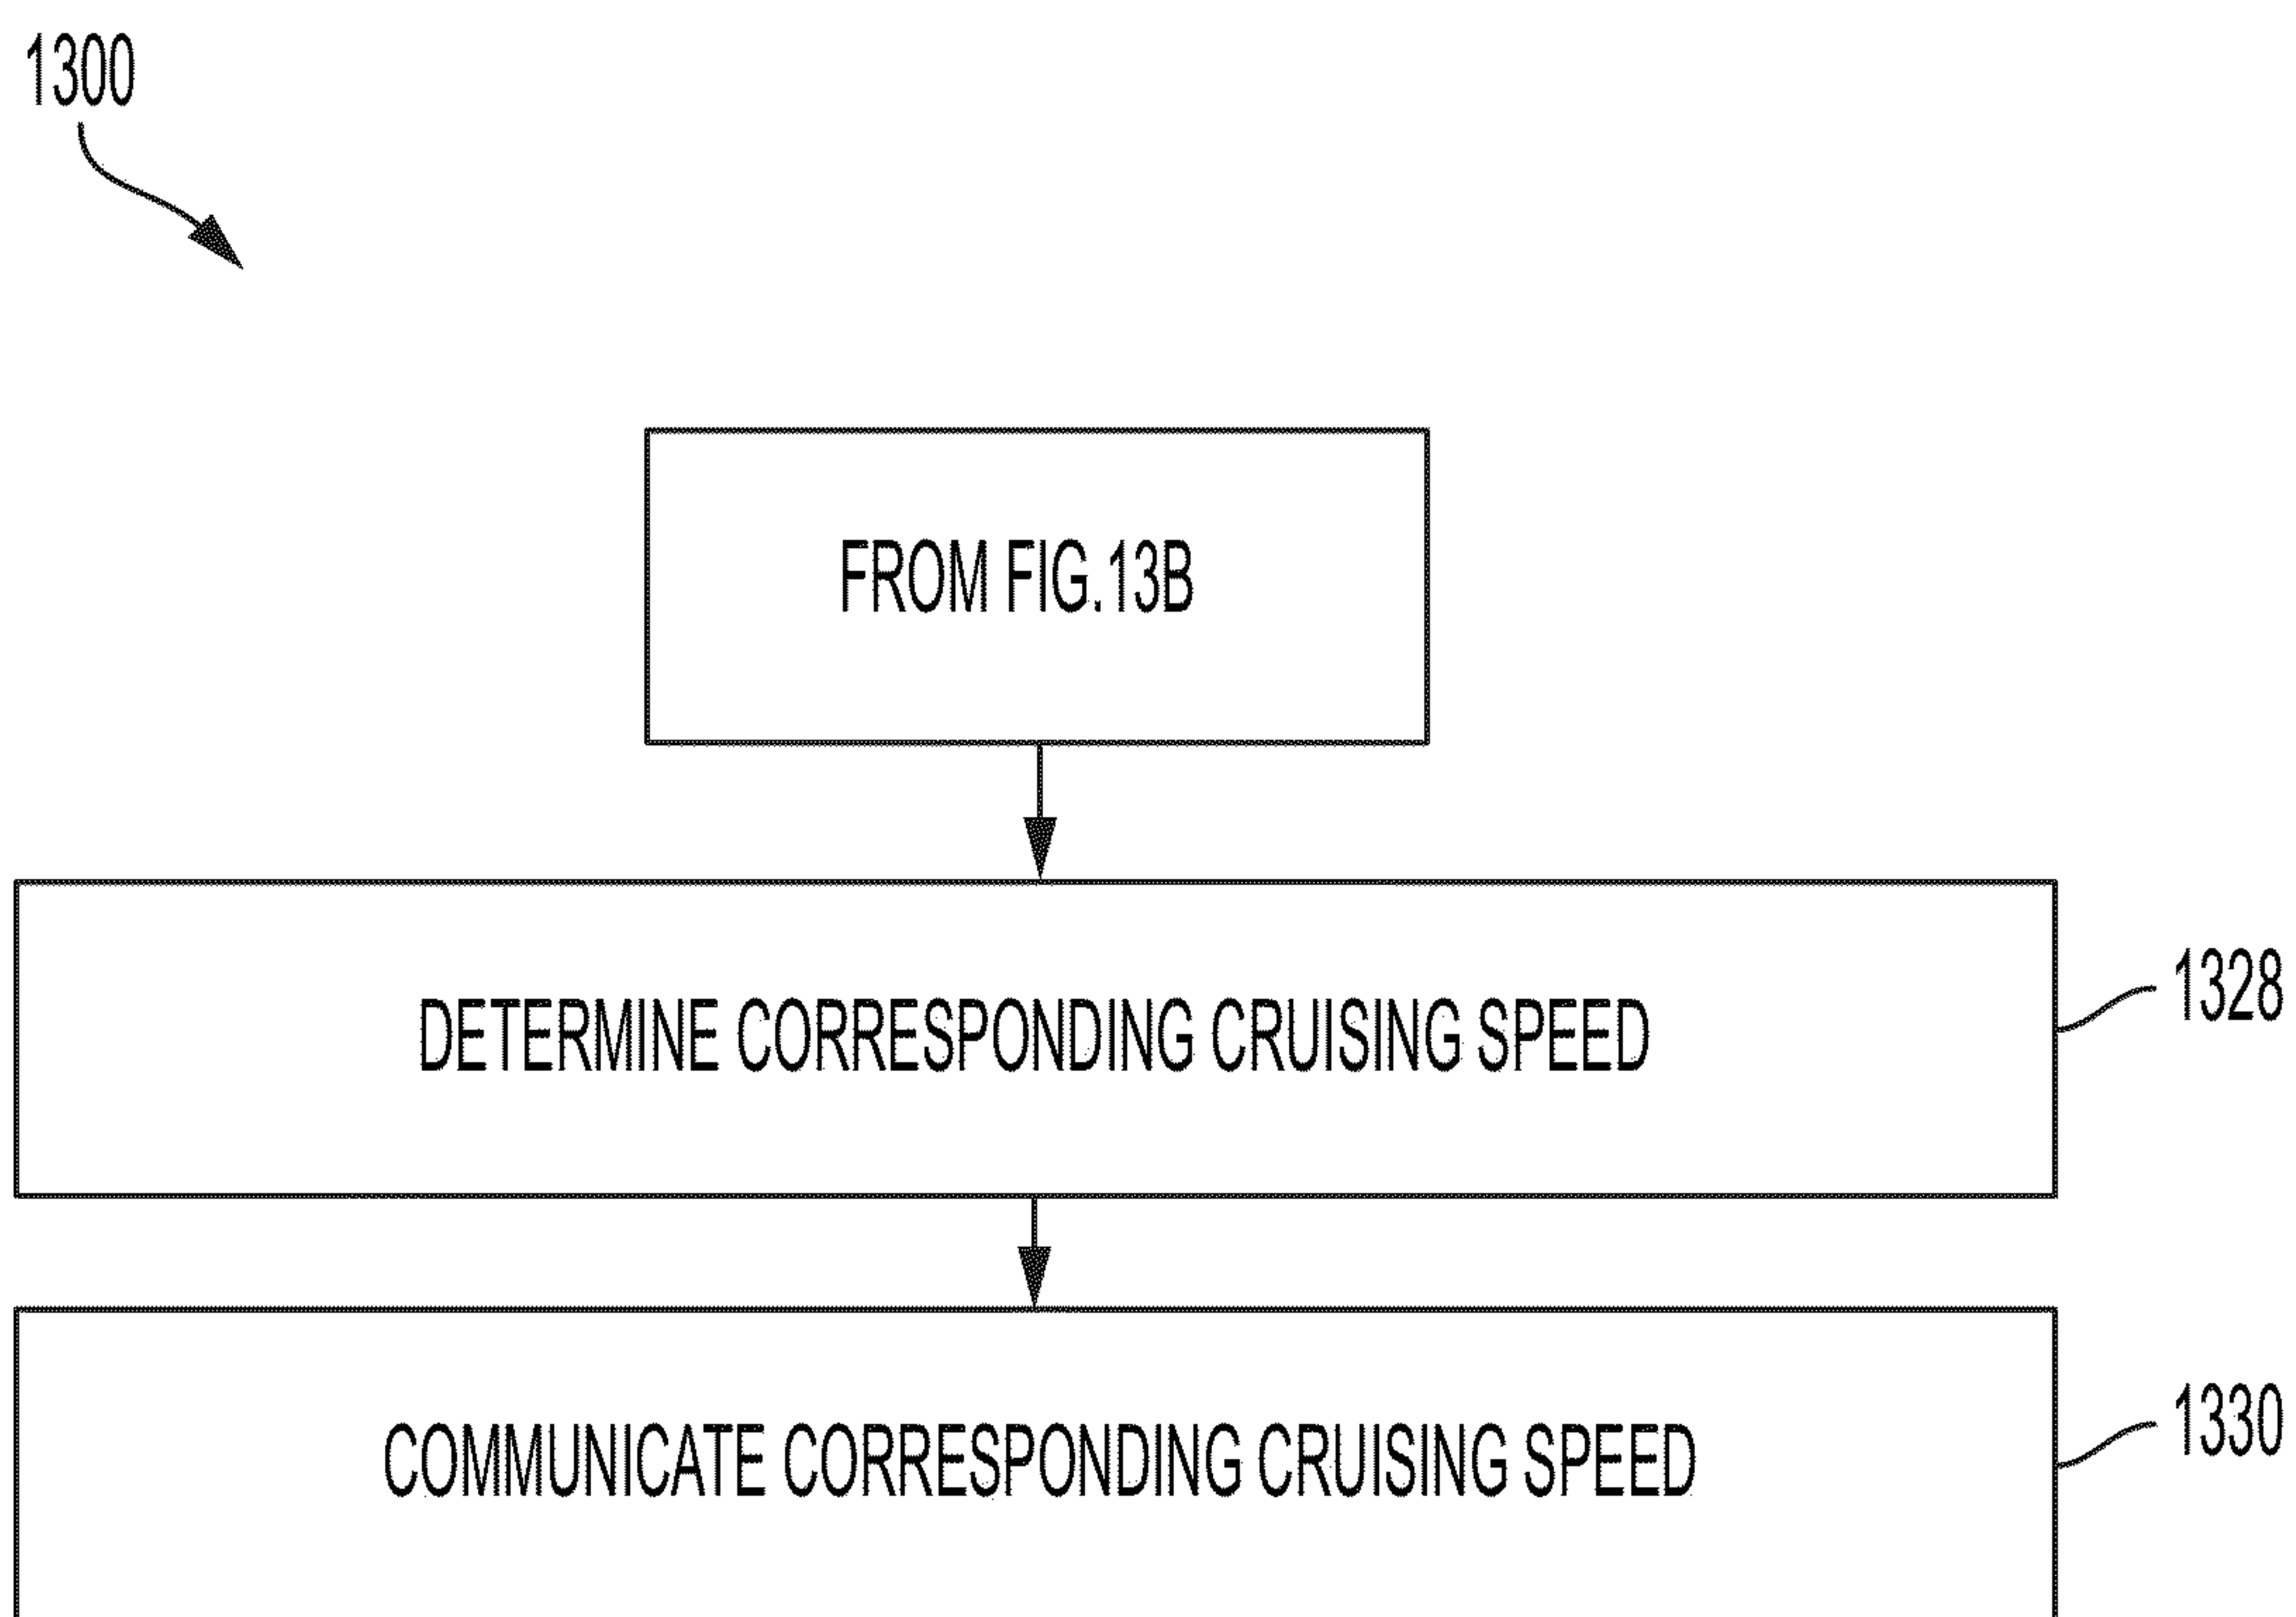 1300
FROM FIG.13B
DETERMINE CORRESPONDING CRUISING SPEED
1328
COMMUNICATE CORRESPONDING CRUISING SPEED
1330